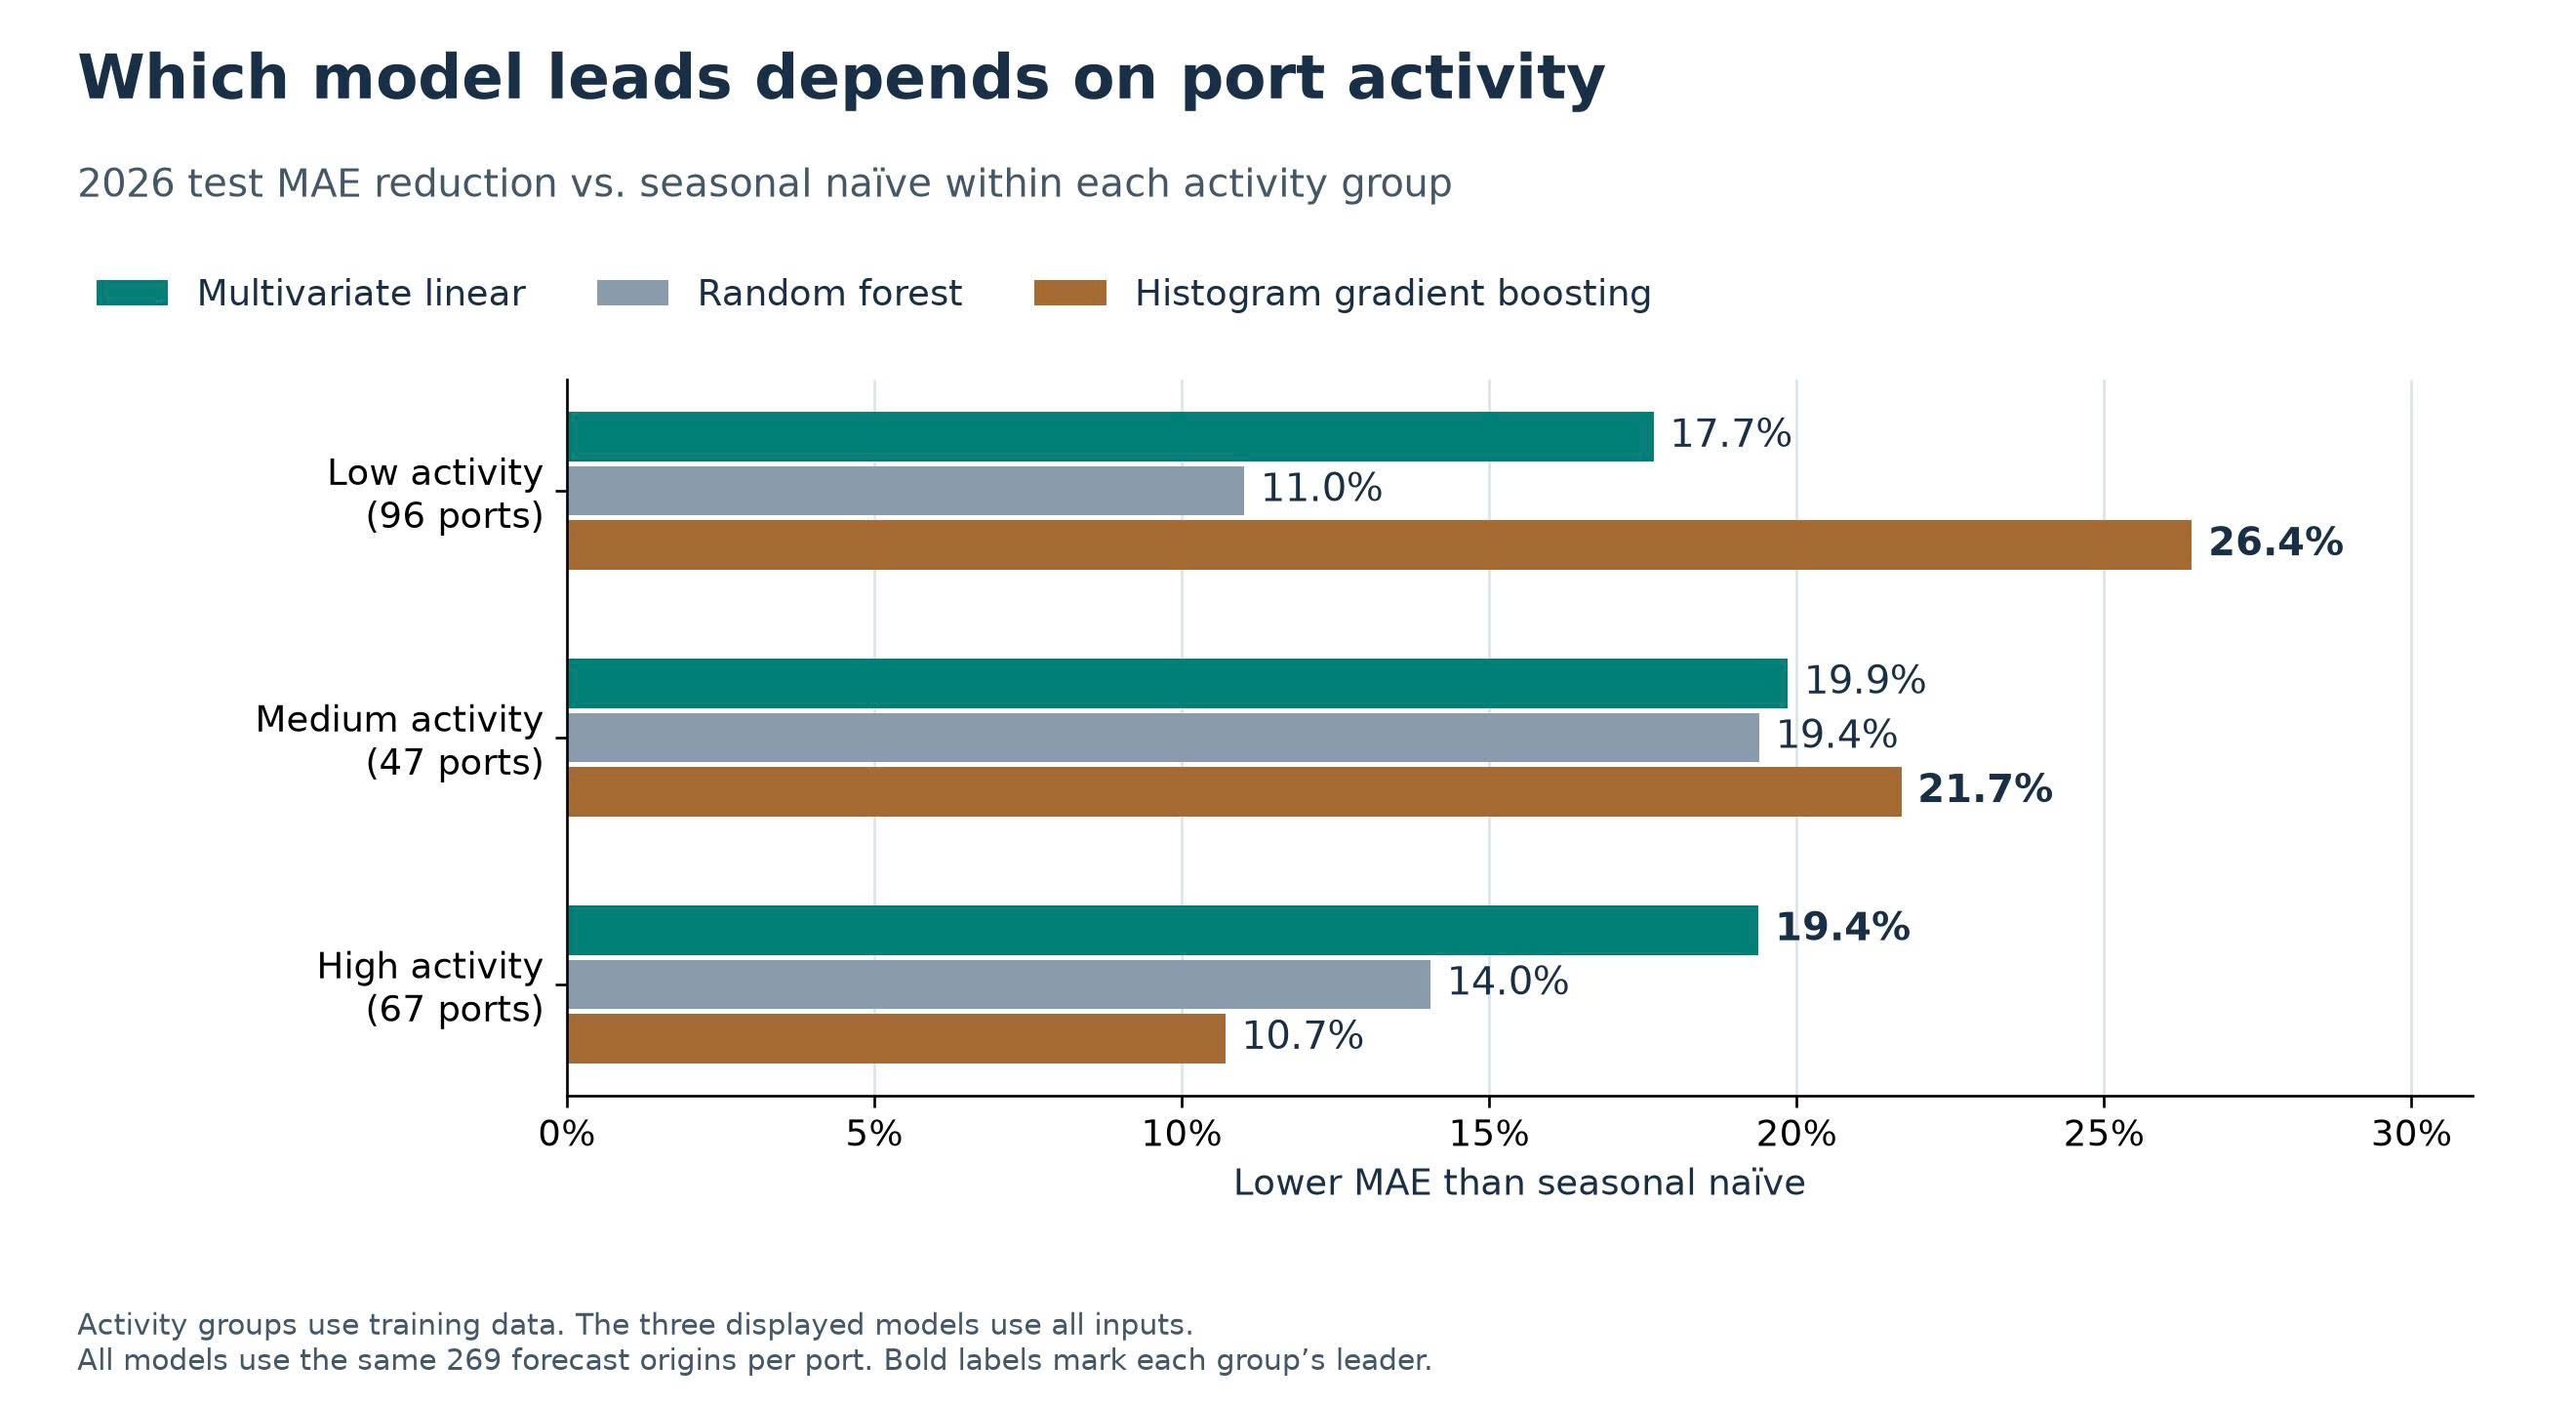 Which model leads depends on port activity
2026 test MAE reduction vs. seasonal naïve within each activity group
Multivariate linear
Random forest
Histogram gradient boosting
Low activity
(96 ports)
17.7%
11.0%
26.4%
Medium activity
(47 ports)
19.9%
19.4%
21.7%
High activity
(67 ports)
19.4%
14.0%
10.7%
0%
5%
10%
15%
20%
25%
30%
Lower MAE than seasonal naïve
Activity groups use training data. The three displayed models use all inputs.
All models use the same 269 forecast origins per port. Bold labels mark each group’s leader.